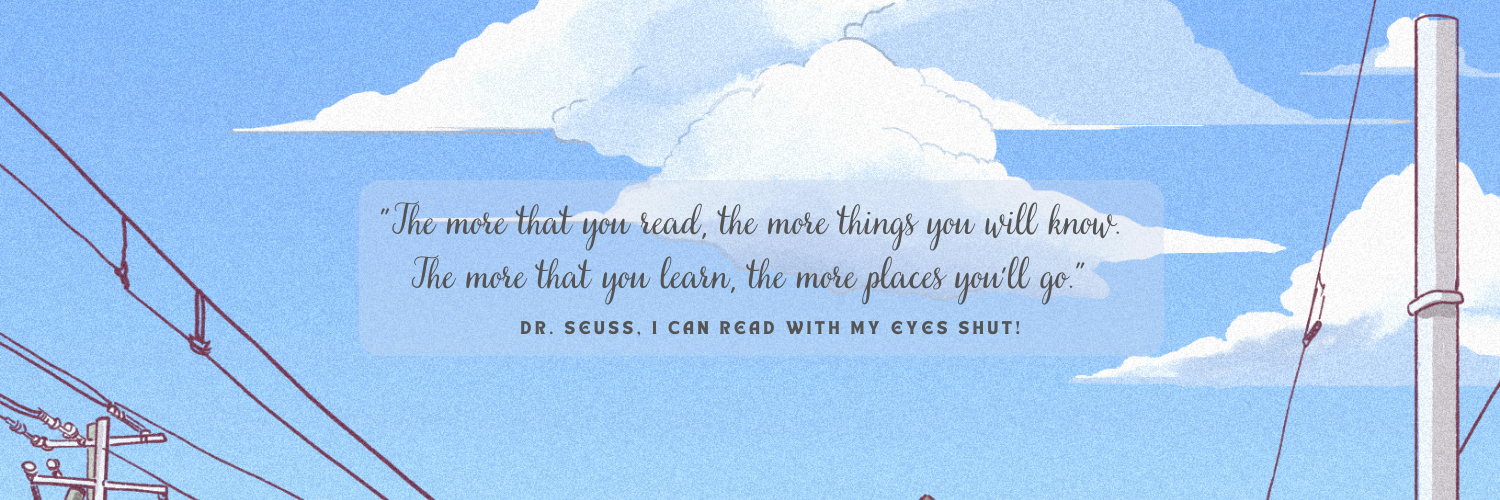 "The more that you read, the more things you will know.
The more that you learn, the more places you'll go."
DR. SEUSS, I CAN READ WITH MY EYES SHUT!